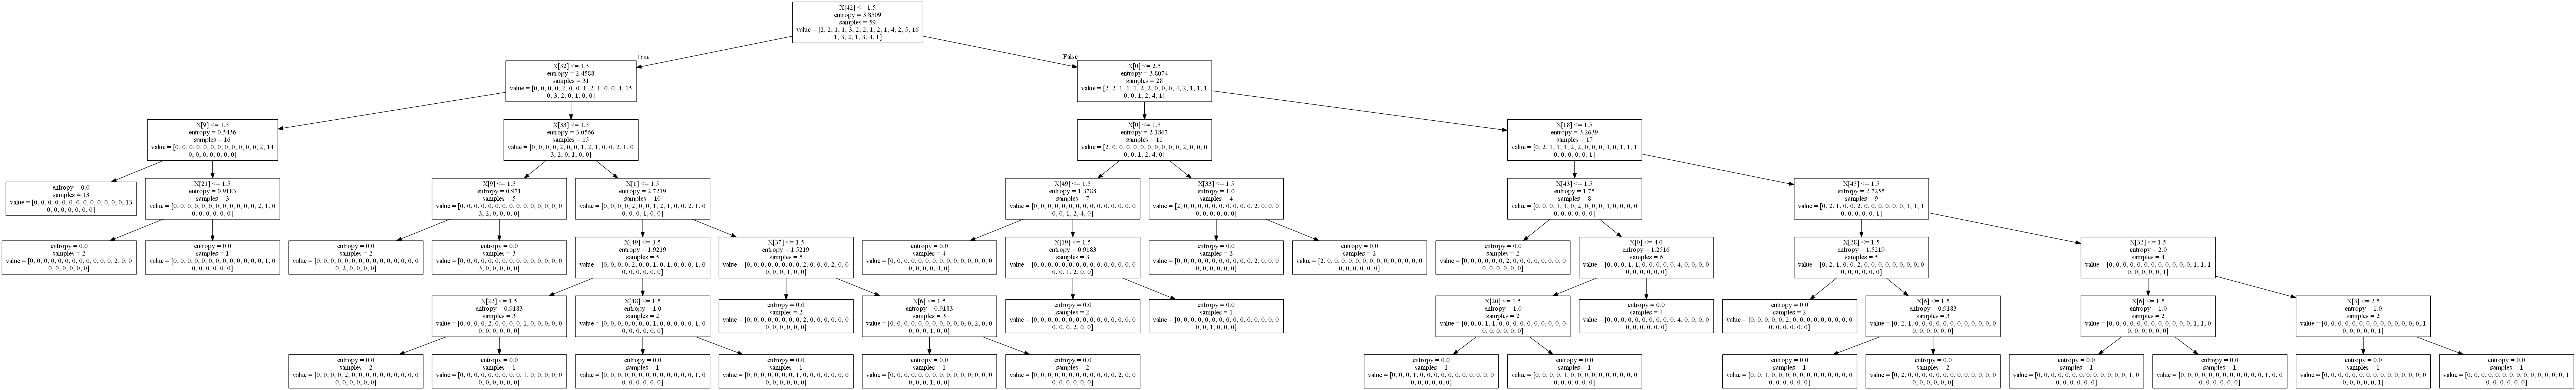 X[42] <= 1.5
entropy = 3.8509
samples = 59
value = [2, 2, 1, 1, 3, 2, 2, 1, 2, 1, 4, 2, 5, 16
1, 3, 2, 1, 3, 4, 1]
True
False
X[32] <= 1.5
entropy = 2.4588
samples = 31
value = [0, 0, 0, 0, 2, 0, 0, 1, 2, 1, 0, 0, 4, 15
0, 3, 2, 0, 1, 0, 0]
X[0] <= 2.5
entropy = 3.8074
samples = 28
value = [2, 2, 1, 1, 1, 2, 2, 0, 0, 0, 4, 2, 1, 1, 1
0, 0, 1, 2, 4, 1]
X[9] <= 1.5
entropy = 0.5436
samples = 16
value = [0, 0, 0, 0, 0, 0, 0, 0, 0, 0, 0, 0, 2, 14
0, 0, 0, 0, 0, 0, 0]
X[33] <= 1.5
entropy = 3.0566
samples = 15
value = [0, 0, 0, 0, 2, 0, 0, 1, 2, 1, 0, 0, 2, 1, 0
3, 2, 0, 1, 0, 0]
X[0] <= 1.5
entropy = 2.1867
samples = 11
value = [2, 0, 0, 0, 0, 0, 0, 0, 0, 0, 0, 2, 0, 0, 0
0, 0, 1, 2, 4, 0]
X[18] <= 1.5
entropy = 3.2639
samples = 17
value = [0, 2, 1, 1, 1, 2, 2, 0, 0, 0, 4, 0, 1, 1, 1
0, 0, 0, 0, 0, 1]
entropy = 0.0
samples = 13
value = [0, 0, 0, 0, 0, 0, 0, 0, 0, 0, 0, 0, 0, 13
0, 0, 0, 0, 0, 0, 0]
X[21] <= 1.5
entropy = 0.9183
samples = 3
value = [0, 0, 0, 0, 0, 0, 0, 0, 0, 0, 0, 0, 2, 1, 0
0, 0, 0, 0, 0, 0]
X[9] <= 1.5
entropy = 0.971
samples = 5
value = [0, 0, 0, 0, 0, 0, 0, 0, 0, 0, 0, 0, 0, 0, 0
3, 2, 0, 0, 0, 0]
X[1] <= 1.5
entropy = 2.7219
samples = 10
value = [0, 0, 0, 0, 2, 0, 0, 1, 2, 1, 0, 0, 2, 1, 0
0, 0, 0, 1, 0, 0]
X[49] <= 1.5
entropy = 1.3788
samples = 7
value = [0, 0, 0, 0, 0, 0, 0, 0, 0, 0, 0, 0, 0, 0, 0
0, 0, 1, 2, 4, 0]
X[33] <= 1.5
entropy = 1.0
samples = 4
value = [2, 0, 0, 0, 0, 0, 0, 0, 0, 0, 0, 2, 0, 0, 0
0, 0, 0, 0, 0, 0]
X[43] <= 1.5
entropy = 1.75
samples = 8
value = [0, 0, 0, 1, 1, 0, 2, 0, 0, 0, 4, 0, 0, 0, 0
0, 0, 0, 0, 0, 0]
X[45] <= 1.5
entropy = 2.7255
samples = 9
value = [0, 2, 1, 0, 0, 2, 0, 0, 0, 0, 0, 0, 1, 1, 1
0, 0, 0, 0, 0, 1]
entropy = 0.0
samples = 2
value = [0, 0, 0, 0, 0, 0, 0, 0, 0, 0, 0, 0, 2, 0, 0
0, 0, 0, 0, 0, 0]
entropy = 0.0
samples = 1
value = [0, 0, 0, 0, 0, 0, 0, 0, 0, 0, 0, 0, 0, 1, 0
0, 0, 0, 0, 0, 0]
entropy = 0.0
samples = 2
value = [0, 0, 0, 0, 0, 0, 0, 0, 0, 0, 0, 0, 0, 0, 0
0, 2, 0, 0, 0, 0]
entropy = 0.0
samples = 3
value = [0, 0, 0, 0, 0, 0, 0, 0, 0, 0, 0, 0, 0, 0, 0
3, 0, 0, 0, 0, 0]
X[49] <= 3.5
entropy = 1.9219
samples = 5
value = [0, 0, 0, 0, 2, 0, 0, 1, 0, 1, 0, 0, 0, 1, 0
0, 0, 0, 0, 0, 0]
X[37] <= 1.5
entropy = 1.5219
samples = 5
value = [0, 0, 0, 0, 0, 0, 0, 0, 2, 0, 0, 0, 2, 0, 0
0, 0, 0, 1, 0, 0]
entropy = 0.0
samples = 4
value = [0, 0, 0, 0, 0, 0, 0, 0, 0, 0, 0, 0, 0, 0, 0
0, 0, 0, 0, 4, 0]
X[19] <= 1.5
entropy = 0.9183
samples = 3
value = [0, 0, 0, 0, 0, 0, 0, 0, 0, 0, 0, 0, 0, 0, 0
0, 0, 1, 2, 0, 0]
entropy = 0.0
samples = 2
value = [0, 0, 0, 0, 0, 0, 0, 0, 0, 0, 0, 2, 0, 0, 0
0, 0, 0, 0, 0, 0]
entropy = 0.0
samples = 2
value = [2, 0, 0, 0, 0, 0, 0, 0, 0, 0, 0, 0, 0, 0, 0
0, 0, 0, 0, 0, 0]
entropy = 0.0
samples = 2
value = [0, 0, 0, 0, 0, 0, 2, 0, 0, 0, 0, 0, 0, 0, 0
0, 0, 0, 0, 0, 0]
X[0] <= 4.0
entropy = 1.2516
samples = 6
value = [0, 0, 0, 1, 1, 0, 0, 0, 0, 0, 4, 0, 0, 0, 0
0, 0, 0, 0, 0, 0]
X[28] <= 1.5
entropy = 1.5219
samples = 5
value = [0, 2, 1, 0, 0, 2, 0, 0, 0, 0, 0, 0, 0, 0, 0
0, 0, 0, 0, 0, 0]
X[32] <= 1.5
entropy = 2.0
samples = 4
value = [0, 0, 0, 0, 0, 0, 0, 0, 0, 0, 0, 0, 1, 1, 1
0, 0, 0, 0, 0, 1]
X[22] <= 1.5
entropy = 0.9183
samples = 3
value = [0, 0, 0, 0, 2, 0, 0, 0, 0, 1, 0, 0, 0, 0, 0
0, 0, 0, 0, 0, 0]
X[48] <= 1.5
entropy = 1.0
samples = 2
value = [0, 0, 0, 0, 0, 0, 0, 1, 0, 0, 0, 0, 0, 1, 0
0, 0, 0, 0, 0, 0]
entropy = 0.0
samples = 2
value = [0, 0, 0, 0, 0, 0, 0, 0, 2, 0, 0, 0, 0, 0, 0
0, 0, 0, 0, 0, 0]
X[6] <= 1.5
entropy = 0.9183
samples = 3
value = [0, 0, 0, 0, 0, 0, 0, 0, 0, 0, 0, 0, 2, 0, 0
0, 0, 0, 1, 0, 0]
entropy = 0.0
samples = 2
value = [0, 0, 0, 0, 0, 0, 0, 0, 0, 0, 0, 0, 0, 0, 0
0, 0, 0, 2, 0, 0]
entropy = 0.0
samples = 1
value = [0, 0, 0, 0, 0, 0, 0, 0, 0, 0, 0, 0, 0, 0, 0
0, 0, 1, 0, 0, 0]
X[20] <= 1.5
entropy = 1.0
samples = 2
value = [0, 0, 0, 1, 1, 0, 0, 0, 0, 0, 0, 0, 0, 0, 0
0, 0, 0, 0, 0, 0]
entropy = 0.0
samples = 4
value = [0, 0, 0, 0, 0, 0, 0, 0, 0, 0, 4, 0, 0, 0, 0
0, 0, 0, 0, 0, 0]
entropy = 0.0
samples = 2
value = [0, 0, 0, 0, 0, 2, 0, 0, 0, 0, 0, 0, 0, 0, 0
0, 0, 0, 0, 0, 0]
X[6] <= 1.5
entropy = 0.9183
samples = 3
value = [0, 2, 1, 0, 0, 0, 0, 0, 0, 0, 0, 0, 0, 0, 0
0, 0, 0, 0, 0, 0]
X[6] <= 1.5
entropy = 1.0
samples = 2
value = [0, 0, 0, 0, 0, 0, 0, 0, 0, 0, 0, 0, 1, 1, 0
0, 0, 0, 0, 0, 0]
X[3] <= 2.5
entropy = 1.0
samples = 2
value = [0, 0, 0, 0, 0, 0, 0, 0, 0, 0, 0, 0, 0, 0, 1
0, 0, 0, 0, 0, 1]
entropy = 0.0
samples = 2
value = [0, 0, 0, 0, 2, 0, 0, 0, 0, 0, 0, 0, 0, 0, 0
0, 0, 0, 0, 0, 0]
entropy = 0.0
samples = 1
value = [0, 0, 0, 0, 0, 0, 0, 0, 0, 1, 0, 0, 0, 0, 0
0, 0, 0, 0, 0, 0]
entropy = 0.0
samples = 1
value = [0, 0, 0, 0, 0, 0, 0, 0, 0, 0, 0, 0, 0, 1, 0
0, 0, 0, 0, 0, 0]
entropy = 0.0
samples = 1
value = [0, 0, 0, 0, 0, 0, 0, 1, 0, 0, 0, 0, 0, 0, 0
0, 0, 0, 0, 0, 0]
entropy = 0.0
samples = 1
value = [0, 0, 0, 0, 0, 0, 0, 0, 0, 0, 0, 0, 0, 0, 0
0, 0, 0, 1, 0, 0]
entropy = 0.0
samples = 2
value = [0, 0, 0, 0, 0, 0, 0, 0, 0, 0, 0, 0, 2, 0, 0
0, 0, 0, 0, 0, 0]
entropy = 0.0
samples = 1
value = [0, 0, 0, 1, 0, 0, 0, 0, 0, 0, 0, 0, 0, 0, 0
0, 0, 0, 0, 0, 0]
entropy = 0.0
samples = 1
value = [0, 0, 0, 0, 1, 0, 0, 0, 0, 0, 0, 0, 0, 0, 0
0, 0, 0, 0, 0, 0]
entropy = 0.0
samples = 1
value = [0, 0, 1, 0, 0, 0, 0, 0, 0, 0, 0, 0, 0, 0, 0
0, 0, 0, 0, 0, 0]
entropy = 0.0
samples = 2
value = [0, 2, 0, 0, 0, 0, 0, 0, 0, 0, 0, 0, 0, 0, 0
0, 0, 0, 0, 0, 0]
entropy = 0.0
samples = 1
value = [0, 0, 0, 0, 0, 0, 0, 0, 0, 0, 0, 0, 1, 0, 0
0, 0, 0, 0, 0, 0]
entropy = 0.0
samples = 1
value = [0, 0, 0, 0, 0, 0, 0, 0, 0, 0, 0, 0, 0, 1, 0
0, 0, 0, 0, 0, 0]
entropy = 0.0
samples = 1
value = [0, 0, 0, 0, 0, 0, 0, 0, 0, 0, 0, 0, 0, 0, 0
0, 0, 0, 0, 0, 1]
entropy = 0.0
samples = 1
value = [0, 0, 0, 0, 0, 0, 0, 0, 0, 0, 0, 0, 0, 0, 1
0, 0, 0, 0, 0, 0]